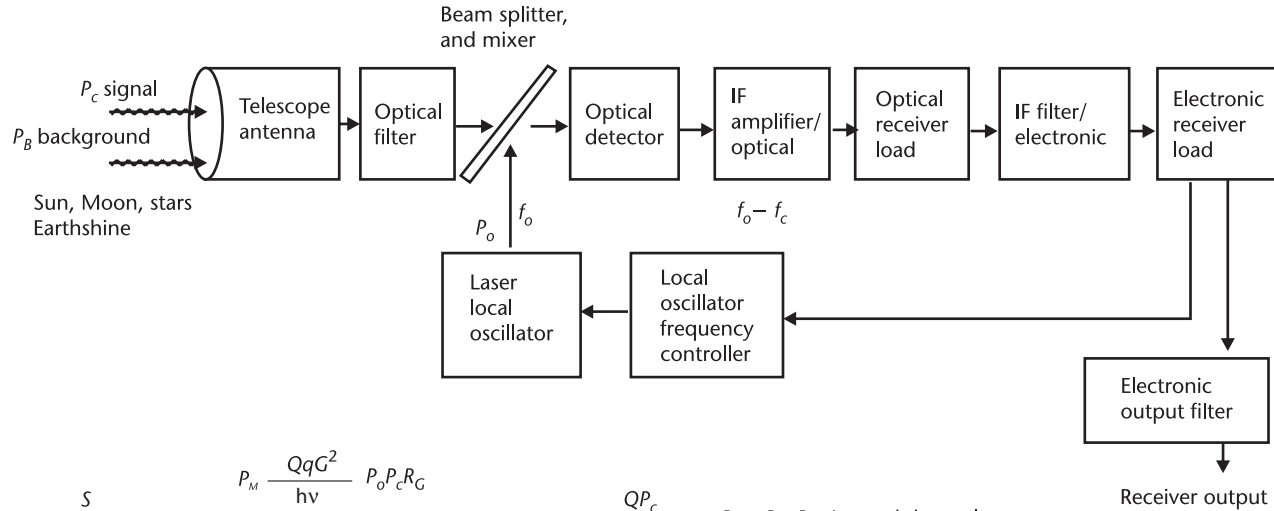 Beam splitter,
and mixer
P_c signal
P_B background
Sun, Moon, stars
Earthshine
Telescope
antenna
Optical
filter
Optical
detector
IF
amplifier/
optical
Optical
receiver
load
IF filter/
electronic
Electronic
receiver
load
P_o
f_o
f_o – f_c
Laser
local
oscillator
Local
oscillator
frequency
controller
Electronic
output filter
Receiver output
P_M QqG² P_oP_cR_G
hν
S
QP_c